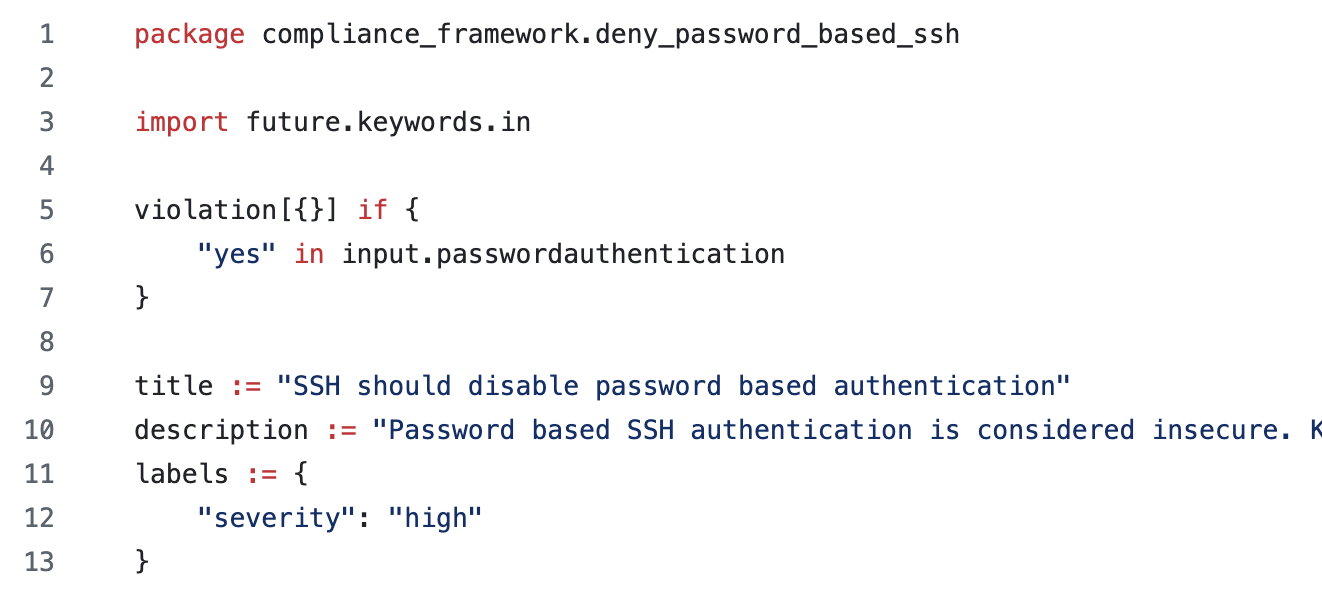 1 package compliance_framework.deny_password_based_ssh
2
3 import future.keywords.in
4
5 violation[{}] if {
6     "yes" in input.passwordauthentication
7 }
8
9 title := "SSH should disable password based authentication"
10 description := "Password based SSH authentication is considered insecure. K
11 labels := {
12     "severity": "high"
13 }